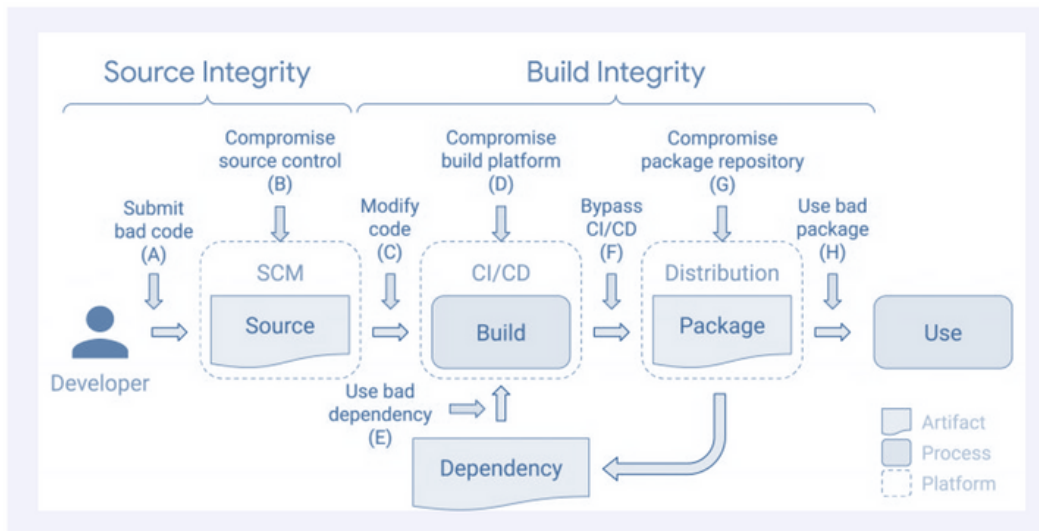 Source Integrity
Build Integrity
Compromise
source control
(B)
Compromise
build platform
(D)
Compromise
package repository
(G)
Submit
bad code
(A)
Modify
code
(C)
Bypass
CI/CD
(F)
Use bad
package
(H)
SCM
CI/CD
Distribution
Source
Build
Package
Use
Developer
Use bad
dependency
(E)
Dependency
Artifact
Process
Platform